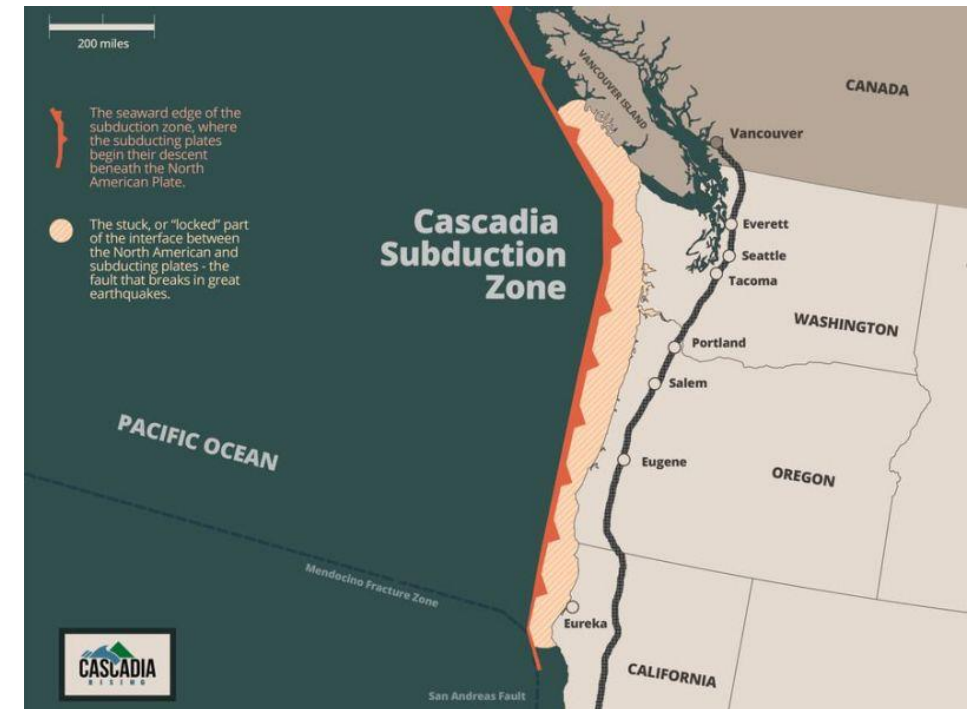 200 miles
The seaward edge of the
subduction zone, where
the subducting plates
begin their descent
beneath the North
American Plate.
The stuck, or “locked” part
of the interface between
the North American and
subducting plates - the
fault that breaks in great
earthquakes.
Cascadia
Subduction
Zone
VANCOUVER ISLAND
CANADA
Vancouver
Everett
Seattle
Tacoma
WASHINGTON
Portland
Salem
PACIFIC OCEAN
Eugene
OREGON
Mendocino Fracture Zone
Eureka
CALIFORNIA
San Andreas Fault
CASCADIA
RISING